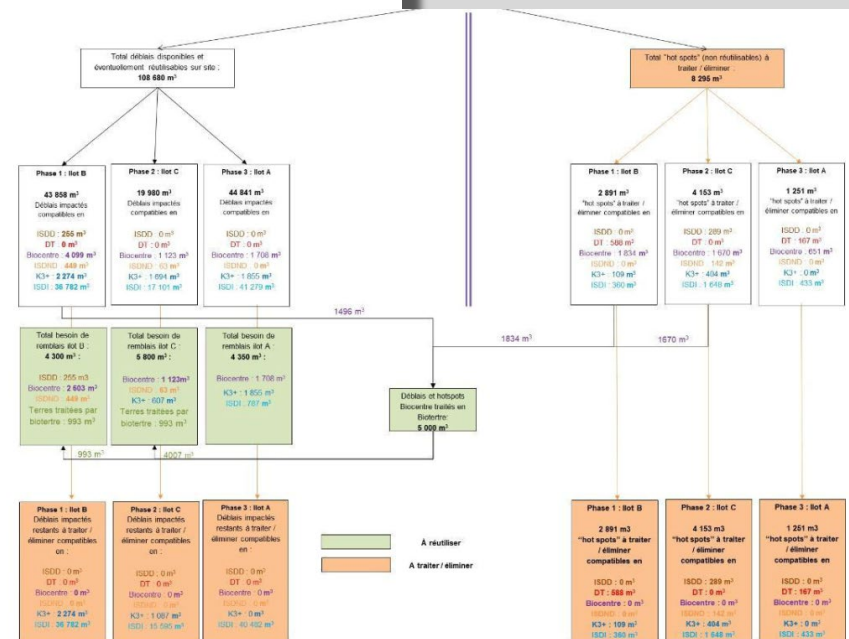 Total déblais disponibles et
éventuellement réutilisables sur site :
108 680 m³
Total "hot spots" (non réutilisables) à
traiter / éliminer :
8 295 m³
Phase 1 : Ilot B
43 858 m³
Déblais impactés
compatibles en
ISDD : 255 m³
DT : 0 m³
Biocentre : 4 099 m³
ISDND : 449 m³
K3+ : 2 274 m³
ISDI : 36 782 m³
Phase 2 : Ilot C
19 980 m³
Déblais impactés
compatibles en
ISDD : 0 m³
DT : 0 m³
Biocentre : 1 123 m³
ISDND : 63 m³
K3+ : 1 694 m³
ISDI : 17 101 m³
Phase 3 : Ilot A
44 841 m³
Déblais impactés
compatibles en
ISDD : 0 m³
DT : 0 m³
Biocentre : 1 708 m³
ISDND : 0 m³
K3+ : 1 855 m³
ISDI : 41 279 m³
Phase 1 : Ilot B
2 891 m³
"hot spots" à traiter /
éliminer compatibles
en
ISDD : 0 m³
DT : 588 m³
Biocentre : 1 834 m³
ISDND : 0 m³
K3+ : 109 m³
ISDI : 360 m³
Phase 2 : Ilot C
4 153 m³
"hot spots" à traiter /
éliminer compatibles
en
ISDD : 289 m³
DT : 0 m³
Biocentre : 1 670 m³
ISDND : 142 m³
K3+ : 404 m³
ISDI : 1 648 m³
Phase 3 : Ilot A
1 251 m³
"hot spots" à traiter /
éliminer compatibles
en
ISDD : 0 m³
DT : 167 m³
Biocentre : 651 m³
ISDND : 0 m³
K3+ : 0 m³
ISDI : 433 m³
1496 m³
1834 m³
1670 m³
Total besoin de
remblais ilot B :
4 300 m³ :
ISDD : 255 m3
Biocentre : 2 603 m³
ISDND : 449 m³
Terres traitées par
biotertre : 993 m³
Total besoin de
remblais ilot C :
5 800 m³ :
Biocentre : 1 123m³
ISDND : 63 m³
K3+ : 607 m³
Terres traitées par
biotertre : 993 m³
Total besoin de
remblais ilot A :
4 350 m³ :
Biocentre : 1 708 m³
K3+ : 1 855 m³
ISDI : 787 m³
Déblais et hotspots
Biocentre traités en
Biotertre :
5 000 m³
993 m³
4007 m³
Phase 1 : Ilot B
Déblais impactés
restants à traiter /
éliminer compatibles
en :
ISDD : 0 m³
DT : 0 m³
Biocentre : 0 m³
ISDND : 0 m³
K3+ : 2 274 m³
ISDI : 36 782 m³
Phase 2 : Ilot C
Déblais impactés
restants à traiter /
éliminer compatibles
en :
ISDD : 0 m³
DT : 0 m³
Biocentre : 0 m³
ISDND : 0 m³
K3+ : 1 087 m³
ISDI : 15 595 m³
Phase 3 : Ilot A
Déblais impactés
restants à traiter /
éliminer compatibles
en :
ISDD : 0 m³
DT : 0 m³
Biocentre : 0 m³
ISDND : 0 m³
K3+ : 0 m³
ISDI : 40 492 m³
À réutiliser
A traiter / éliminer
Phase 1 : Ilot B
2 891 m3
"hot spots" à traiter
/ éliminer
compatibles en
ISDD : 0 m³
DT : 588 m³
Biocentre : 0 m³
ISDND : 0 m³
K3+ : 109 m³
ISDI : 360 m³
Phase 2 : Ilot C
4 153 m3
"hot spots" à traiter
/ éliminer
compatibles en
ISDD : 289 m³
DT : 0 m³
Biocentre : 0 m³
ISDND : 142 m³
K3+ : 404 m³
ISDI : 1 648 m³
Phase 3 : Ilot A
1 251 m3
"hot spots" à traiter
/ éliminer
compatibles en
ISDD : 0 m³
DT : 167 m³
Biocentre : 0 m³
ISDND : 0 m³
K3+ : 0 m³
ISDI : 433 m³